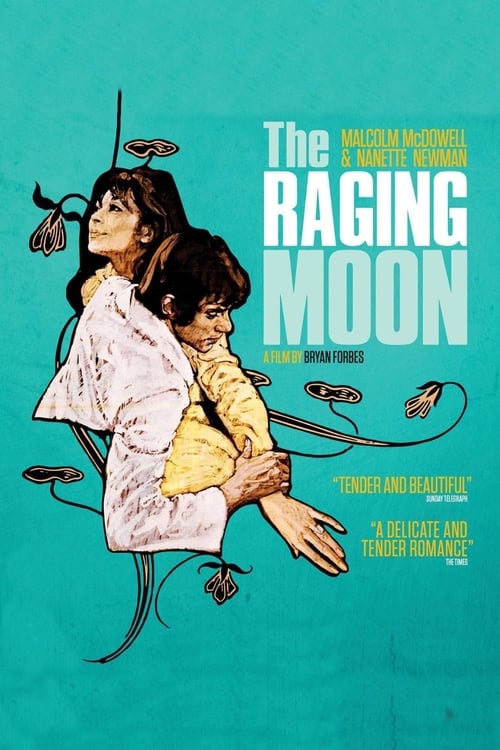 The
MALCOLM McDOWELL
& NANETTE NEWMAN
RAGING
MOON
A FILM BY BRYAN FORBES
“TENDER AND BEAUTIFUL”
SUNDAY TELEGRAPH
“A DELICATE AND
TENDER ROMANCE”
THE TIMES